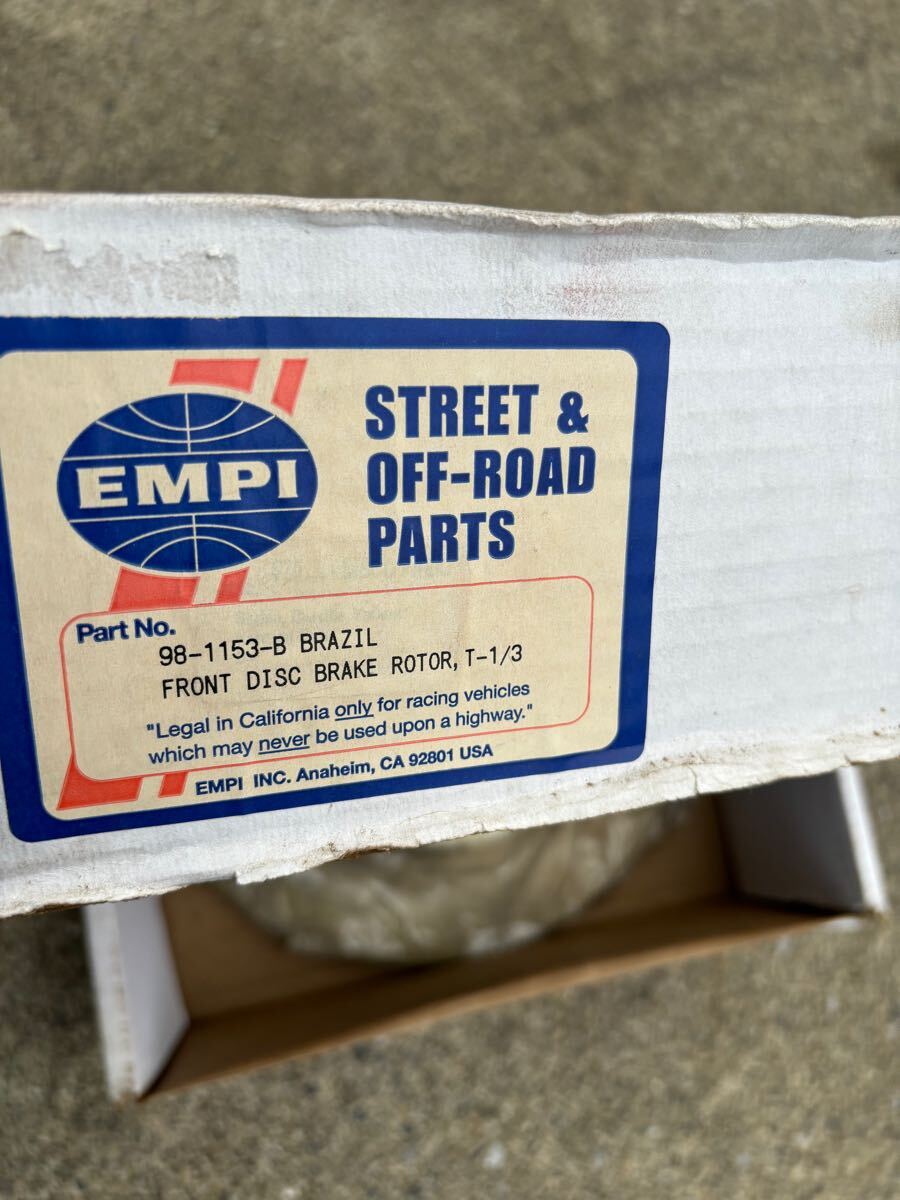 EMPI
STREET &
OFF-ROAD
PARTS
Part No.
98-1153-B BRAZIL
FRONT DISC BRAKE ROTOR, T-1/3
"Legal in California only for racing vehicles
which may never be used upon a highway."
EMPI INC. Anaheim, CA 92801 USA